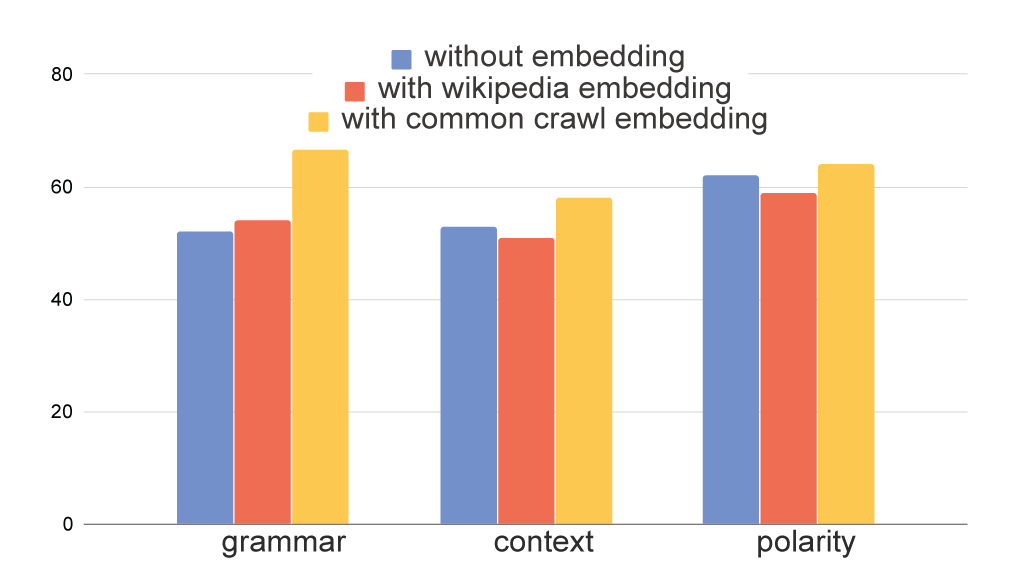 without embedding
with wikipedia embedding
with common crawl embedding
80
60
40
20
0
grammar context polarity